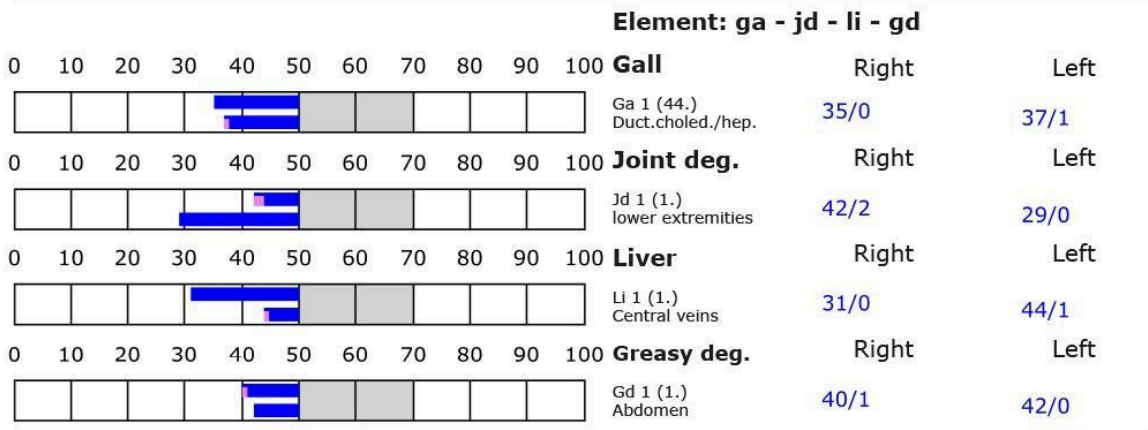 Element: ga - jd - li - gd
0 10 20 30 40 50 60 70 80 90 100 Gall Right Left
Ga 1 (44.)
Duct.choled./hep.
35/0 37/1
0 10 20 30 40 50 60 70 80 90 100 Joint deg. Right Left
Jd 1 (1.)
lower extremities
42/2 29/0
0 10 20 30 40 50 60 70 80 90 100 Liver Right Left
Li 1 (1.)
Central veins
31/0 44/1
0 10 20 30 40 50 60 70 80 90 100 Greasy deg. Right Left
Gd 1 (1.)
Abdomen
40/1 42/0